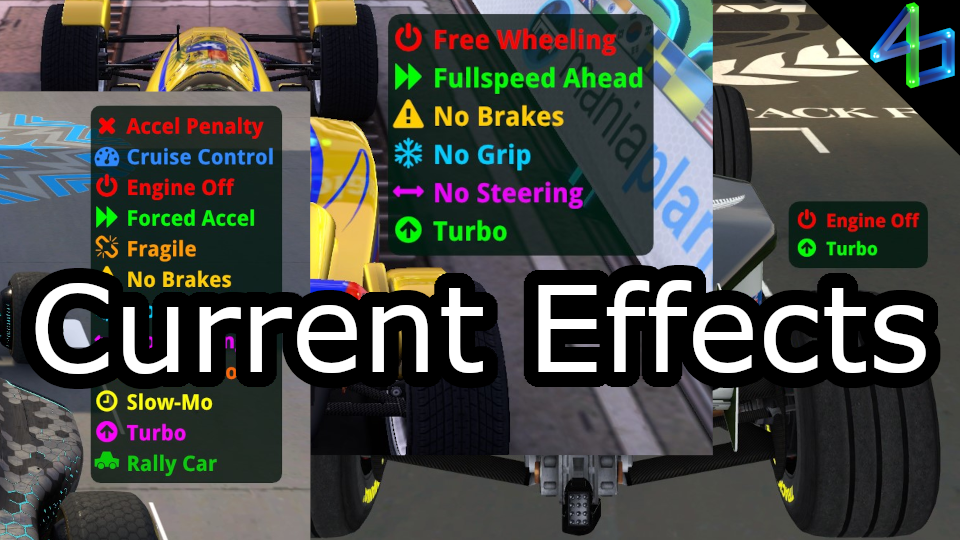 Accel Penalty
Cruise Control
Engine Off
Forced Accel
Fragile
No Brakes
Slow-Mo
Turbo
Rally Car
Free Wheeling
Fullspeed Ahead
No Brakes
No Grip
No Steering
Turbo
maniaplan
Engine Off
Turbo
Current Effects